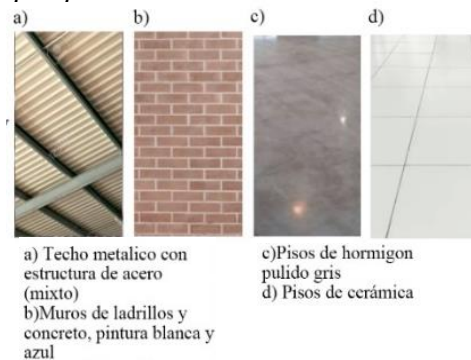 a)
b)
c)
d)
a) Techo metalico con
estructura de acero
(mixto)
b)Muros de ladrillos y
concreto, pintura blanca y
azul
c)Pisos de hormigon
pulido gris
d) Pisos de cerámica